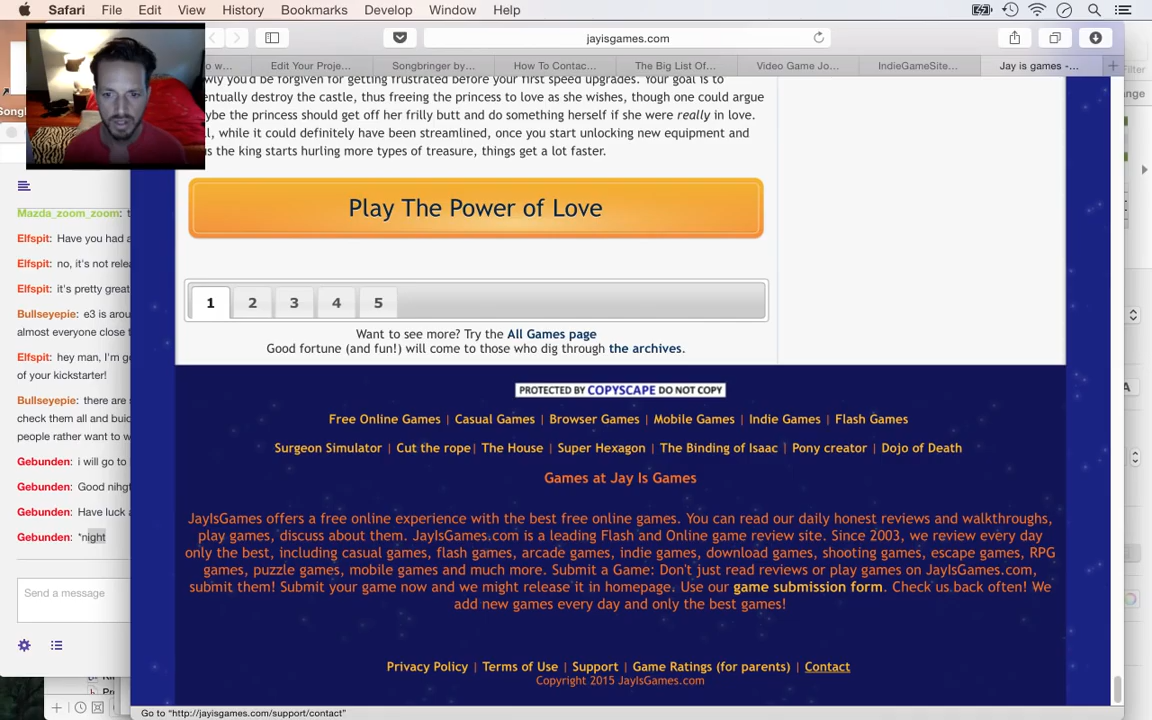 Safari File Edit View History Bookmarks Develop Window Help
jayisgames.com
Edit Your Proje... Songbringer by... How To Contac... The Big List Of... Video Game Jo... IndieGameSite... Jay is games -...
you'd be forgiven for getting frustrated before your first speed upgrades. Your goal is to
entually destroy the castle, thus freeing the princess to love as she wishes, though one could argue
ybe the princess should get off her frilly butt and do something herself if she were really in love.
ll, while it could definitely have been streamlined, once you start unlocking new equipment and
s the king starts hurling more types of treasure, things get a lot faster.
Play The Power of Love
1 2 3 4 5
Want to see more? Try the All Games page
Good fortune (and fun!) will come to those who dig through the archives.
PROTECTED BY COPYSCAPE DO NOT COPY
Free Online Games | Casual Games | Browser Games | Mobile Games | Indie Games | Flash Games
Surgeon Simulator | Cut the rope | The House | Super Hexagon | The Binding of Isaac | Pony creator | Dojo of Death
Games at Jay Is Games
JayIsGames offers a free online experience with the best free online games. You can read our daily honest reviews and walkthroughs,
play games, discuss about them. JayIsGames.com is a leading Flash and Online game review site. Since 2003, we review every day
only the best, including casual games, flash games, arcade games, indie games, download games, shooting games, escape games, RPG
games, puzzle games, mobile games and much more. Submit a Game: Don't just read reviews or play games on JayIsGames.com,
submit them! Submit your game now and we might release it in homepage. Use our game submission form. Check us back often! We
add new games every day and only the best games!
Privacy Policy | Terms of Use | Support | Game Ratings (for parents) | Contact
Copyright 2015 JayIsGames.com
Go to "http://jayisgames.com/support/contact"
Mazda_zoom_zoom: t
Elfspit: Have you had a
Elfspit: no, it's not relea
Elfspit: it's pretty great
Bullseyepie: e3 is arou
almost everyone close t
Elfspit: hey man, I'm go
of your kickstarter!
Bullseyepie: there are
check them all and buic
people rather want to w
Gebunden: i will go to
Gebunden: Good nihgt
Gebunden: Have luck a
Gebunden: *night
Send a message